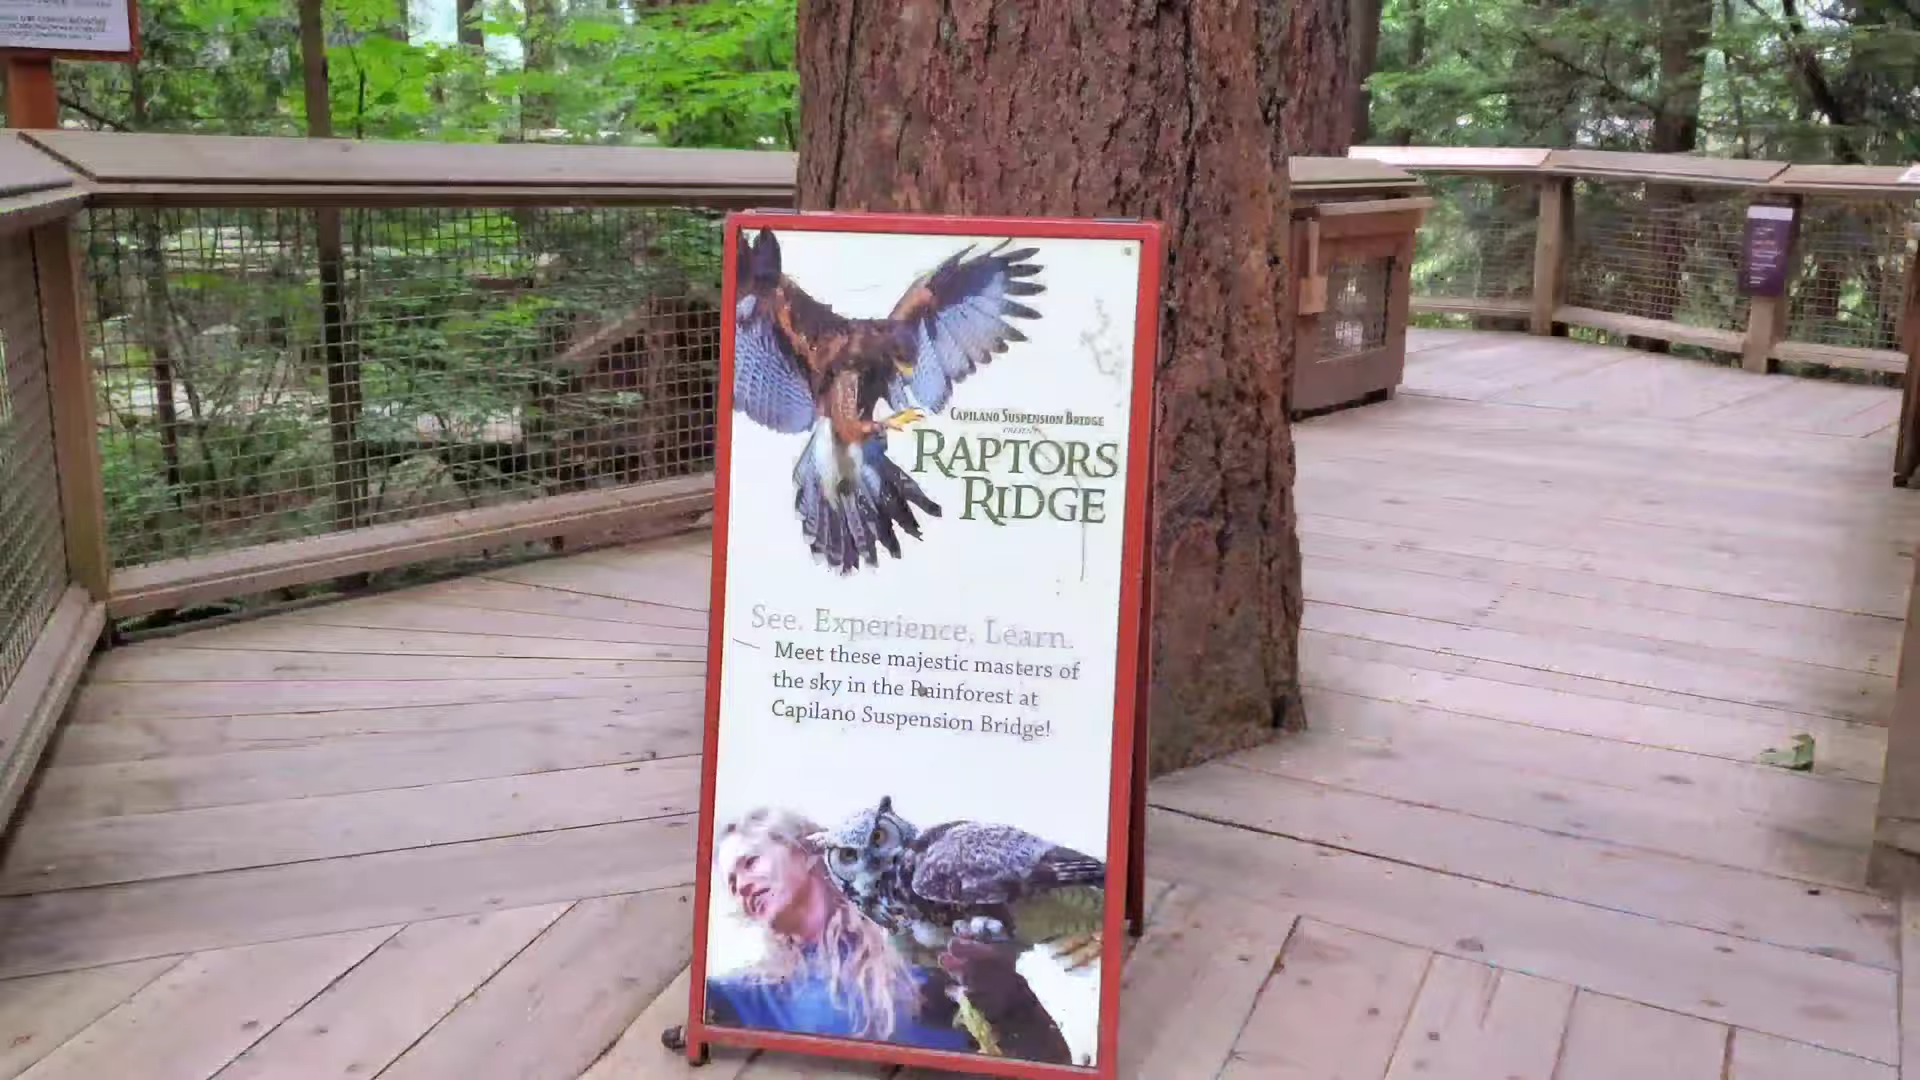 CAPILANO SUSPENSION BRIDGE
PRESENTS
RAPTORS
RIDGE
See. Experience. Learn.
Meet these majestic masters of
the sky in the Rainforest at
Capilano Suspension Bridge!